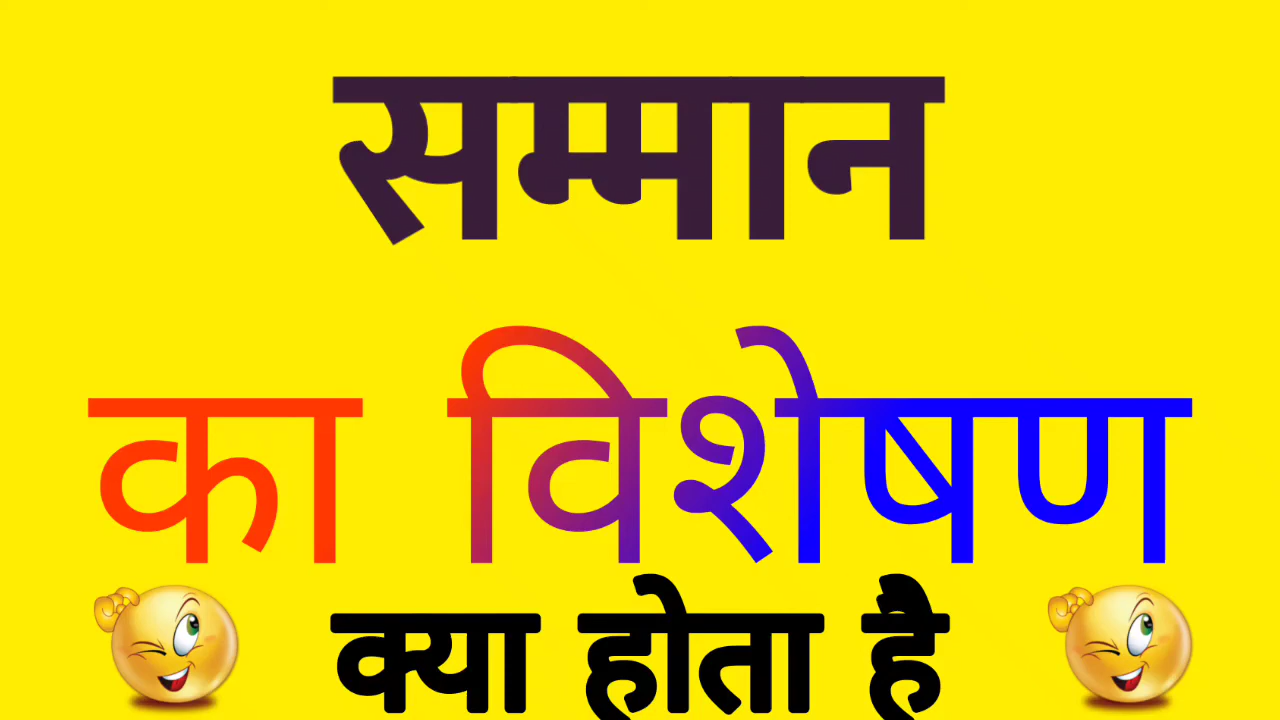 सम्मान
का विशेषण
क्या होता है